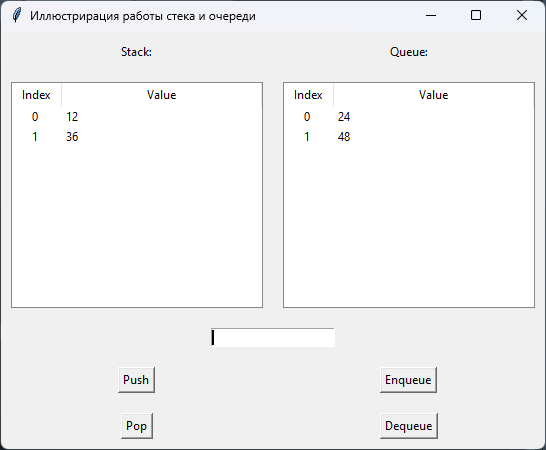 Иллюстрирация работы стека и очереди
Stack: Queue:
Index Value Index Value
0 12 0 24
1 36 1 48
Push Enqueue
Pop Dequeue